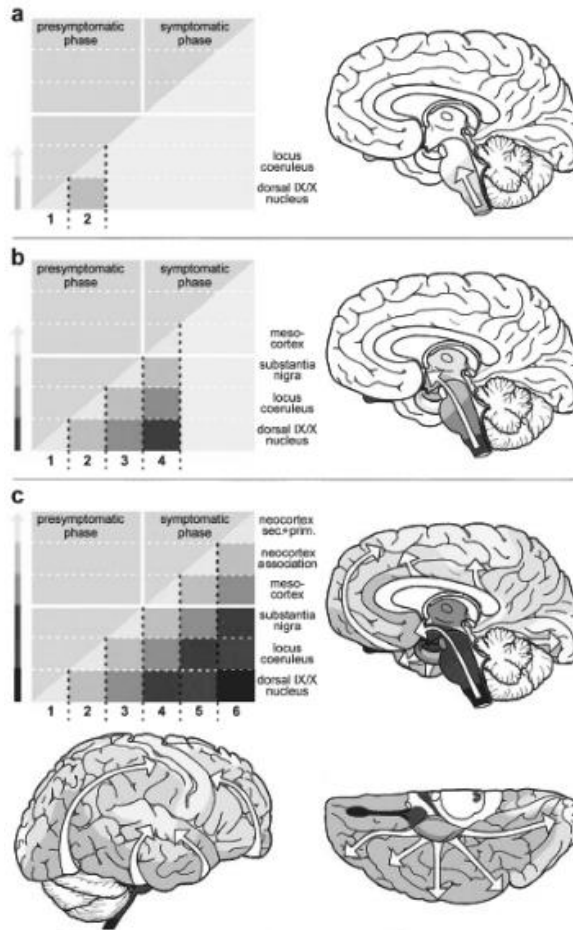 a
presymptomatic
phase
symptomatic
phase
locus
coeruleus
dorsal IX/X
nucleus
1 2
b
presymptomatic
phase
symptomatic
phase
meso-
cortex
substantia
nigra
locus
coeruleus
dorsal IX/X
nucleus
1 2 3 4
c
presymptomatic
phase
symptomatic
phase
neocortex
sec.+prim.
neocortex
association
meso-
cortex
substantia
nigra
locus
coeruleus
dorsal IX/X
nucleus
1 2 3 4 5 6